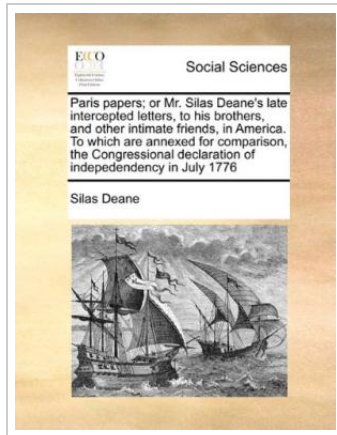 ECCO
Social Sciences
Paris papers; or Mr. Silas Deane's late
intercepted letters, to his brothers,
and other intimate friends, in America.
To which are annexed for comparison,
the Congressional declaration of
indepedendency in July 1776
Silas Deane